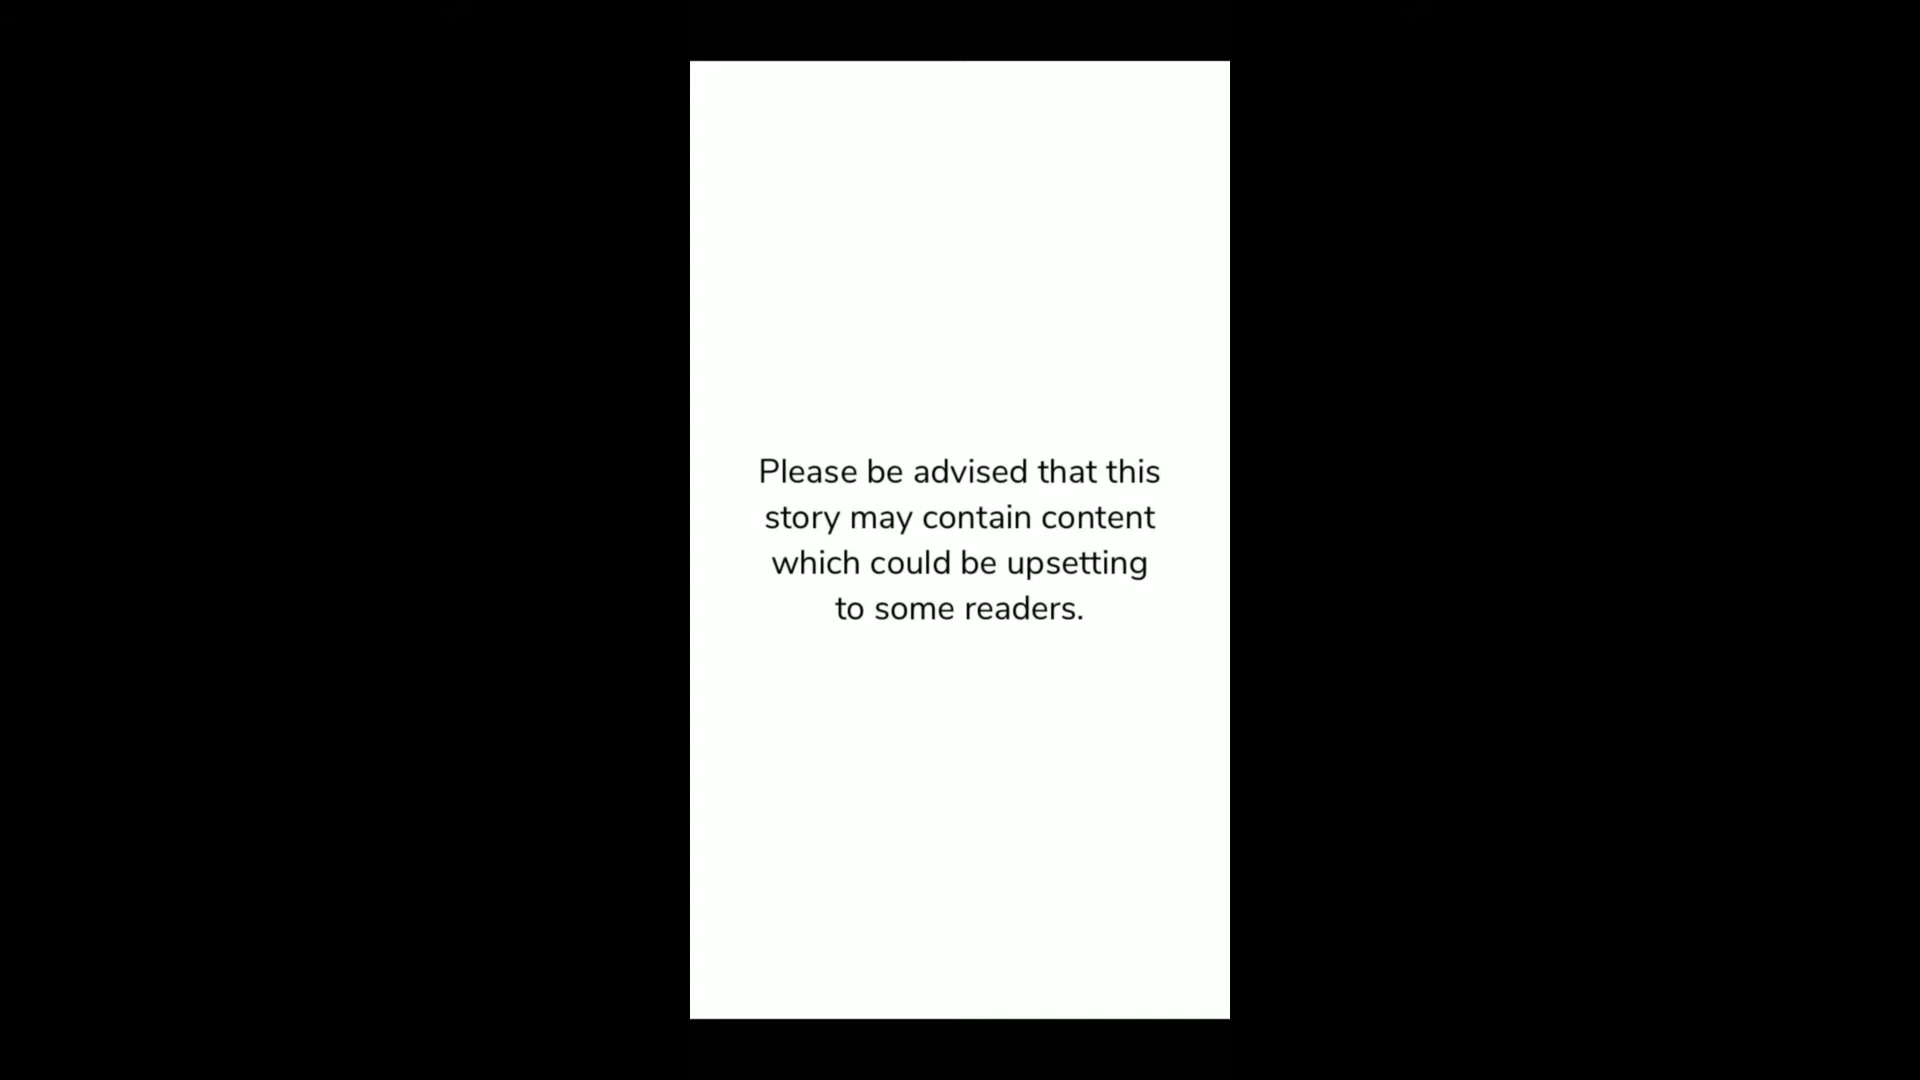 Please be advised that this
story may contain content
which could be upsetting
to some readers.